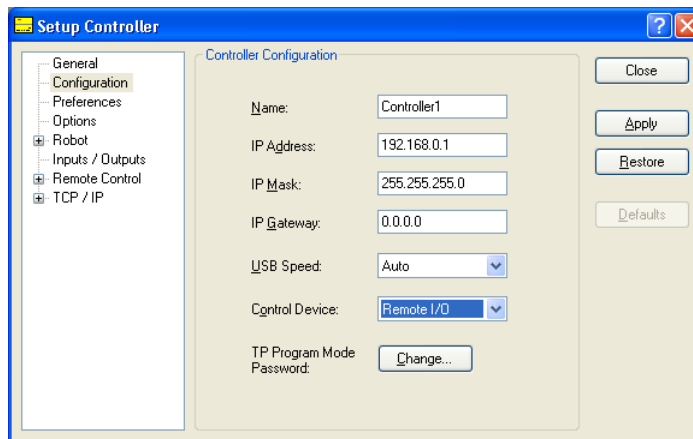 Setup Controller
General
Configuration
Preferences
Options
Robot
Inputs / Outputs
Remote Control
TCP / IP
Controller Configuration
Name: Controller1
IP Address: 192.168.0.1
IP Mask: 255.255.255.0
IP Gateway: 0.0.0.0
USB Speed: Auto
Control Device: Remote I/O
TP Program Mode
Password: Change...
Close
Apply
Restore
Defaults